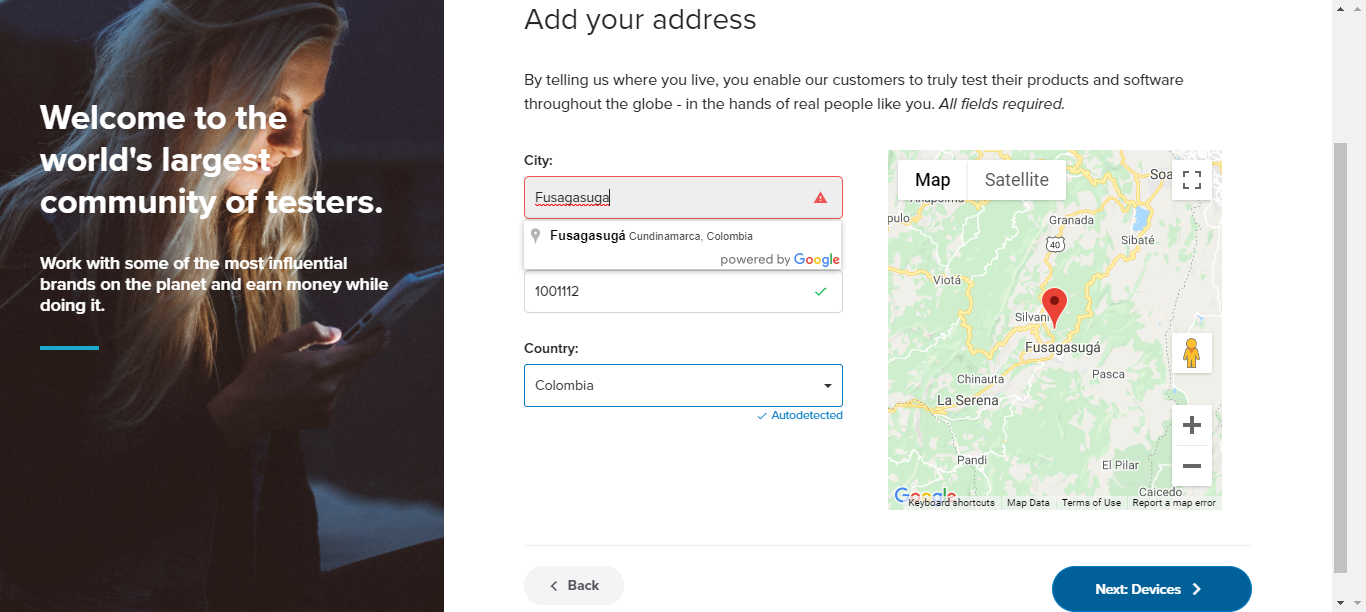 Welcome to the
world's largest
community of testers.
Work with some of the most influential
brands on the planet and earn money while
doing it.
Add your address
By telling us where you live, you enable our customers to truly test their products and software
throughout the globe - in the hands of real people like you. All fields required.
City:
Fusagasuga
Fusagasugá Cundinamarca, Colombia
powered by Google
1001112
Country:
Colombia
Autodetected
Map Satellite
Soa
pulo
Granada
40
Sibaté
Viotá
Silvani
Fusagasugá
Chinauta
Pasca
La Serena
Pandi
El Pilar
Caicedo
Google
Keyboard shortcuts Map Data Terms of Use Report a map error
Back
Next: Devices